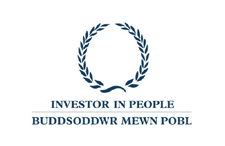 INVESTOR IN PEOPLE
BUDDSODDWR MEWN POBL